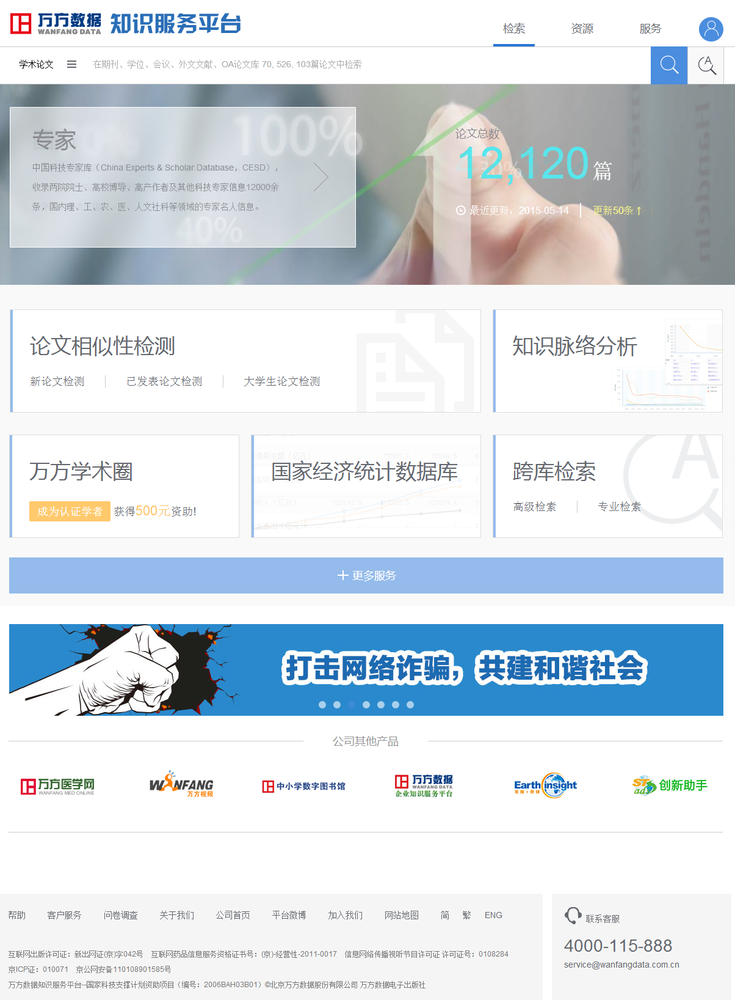 万方数据 知识服务平台
WANFANG DATA
检索 资源 服务
学术论文 在期刊、学位、会议、外文文献、OA论文库 70, 526, 103篇论文中检索
专家
100%
中国科技专家库（China Experts & Scholar Database，CESD），
收录两院院士、高校博导、高产作者及其他科技专家信息12000余
条，国内理、工、农、医、人文社科等领域的专家名人信息。
40%
论文总数
12,120篇
最近更新：2015-05-14 更新50条↑
Handeln
论文相似性检测
新论文检测 已发表论文检测 大学生论文检测
知识脉络分析
万方学术圈
成为认证学者 获得500元资助!
国家经济统计数据库
跨库检索
高级检索 专业检索
更多服务
打击网络诈骗，共建和谐社会
公司其他产品
万方医学网
WANFANG MED ONLINE
WANFANG
万方视频
中小学数字图书馆
万方数据
WANFANG DATA
企业知识服务平台
Earth insight
发现·地球
创新助手
帮助 客户服务 问卷调查 关于我们 公司首页 平台微博 加入我们 网站地图 简 繁 ENG
互联网出版许可证：新出网证(京)字042号 互联网药品信息服务资格证书号：(京)-经营性-2011-0017 信息网络传播视听节目许可证 许可证号：0108284
京ICP证：010071 京公网安备110108901585号
万方数据知识服务平台--国家科技支撑计划资助项目（编号：2006BAH03B01）©北京万方数据股份有限公司 万方数据电子出版社
联系客服
4000-115-888
service@wanfangdata.com.cn